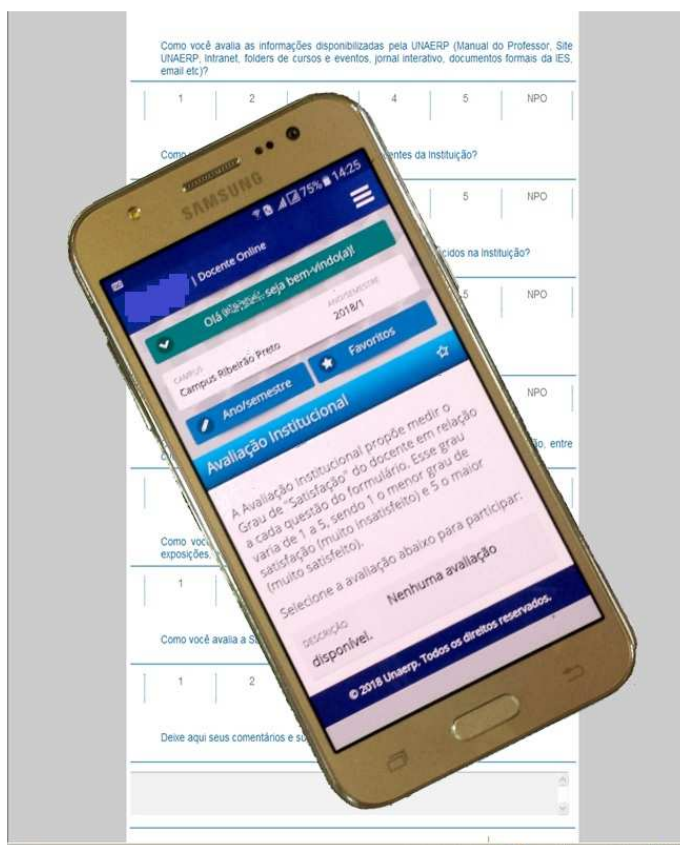 Como você avalia as informações disponibilizadas pela UNAERP (Manual do Professor, Site
UNAERP, Intranet, folders de cursos e eventos, jornal interativo, documentos formais da IES,
email etc)?
1 2 4 5 NPO
Como entes da Instituição?
5 NPO
cidos na Instituição?
5 NPO
NPO
ão, entre
Como você
exposições,
1
Como você avalia a
1 2
Deixe aqui seus comentários e
SAMSUNG
75% 14:25
| Docente Online
Olá seja bem-vindo(a)!
CAMPUS
Campus Ribeirão Preto
ANO/SEMESTRE
2018/1
Ano/semestre
Favoritos
Avaliação Institucional
A Avaliação Institucional propõe medir o
Grau de "Satisfação" do docente em relação
a cada questão do formulário. Esse grau
varia de 1 a 5, sendo 1 o menor grau de
satisfação (muito insatisfeito) e 5 o maior
(muito satisfeito).
Selecione a avaliação abaixo para participar:
DESCRIÇÃO
Nenhuma avaliação
disponível.
© 2018 Unaerp. Todos os direitos reservados.